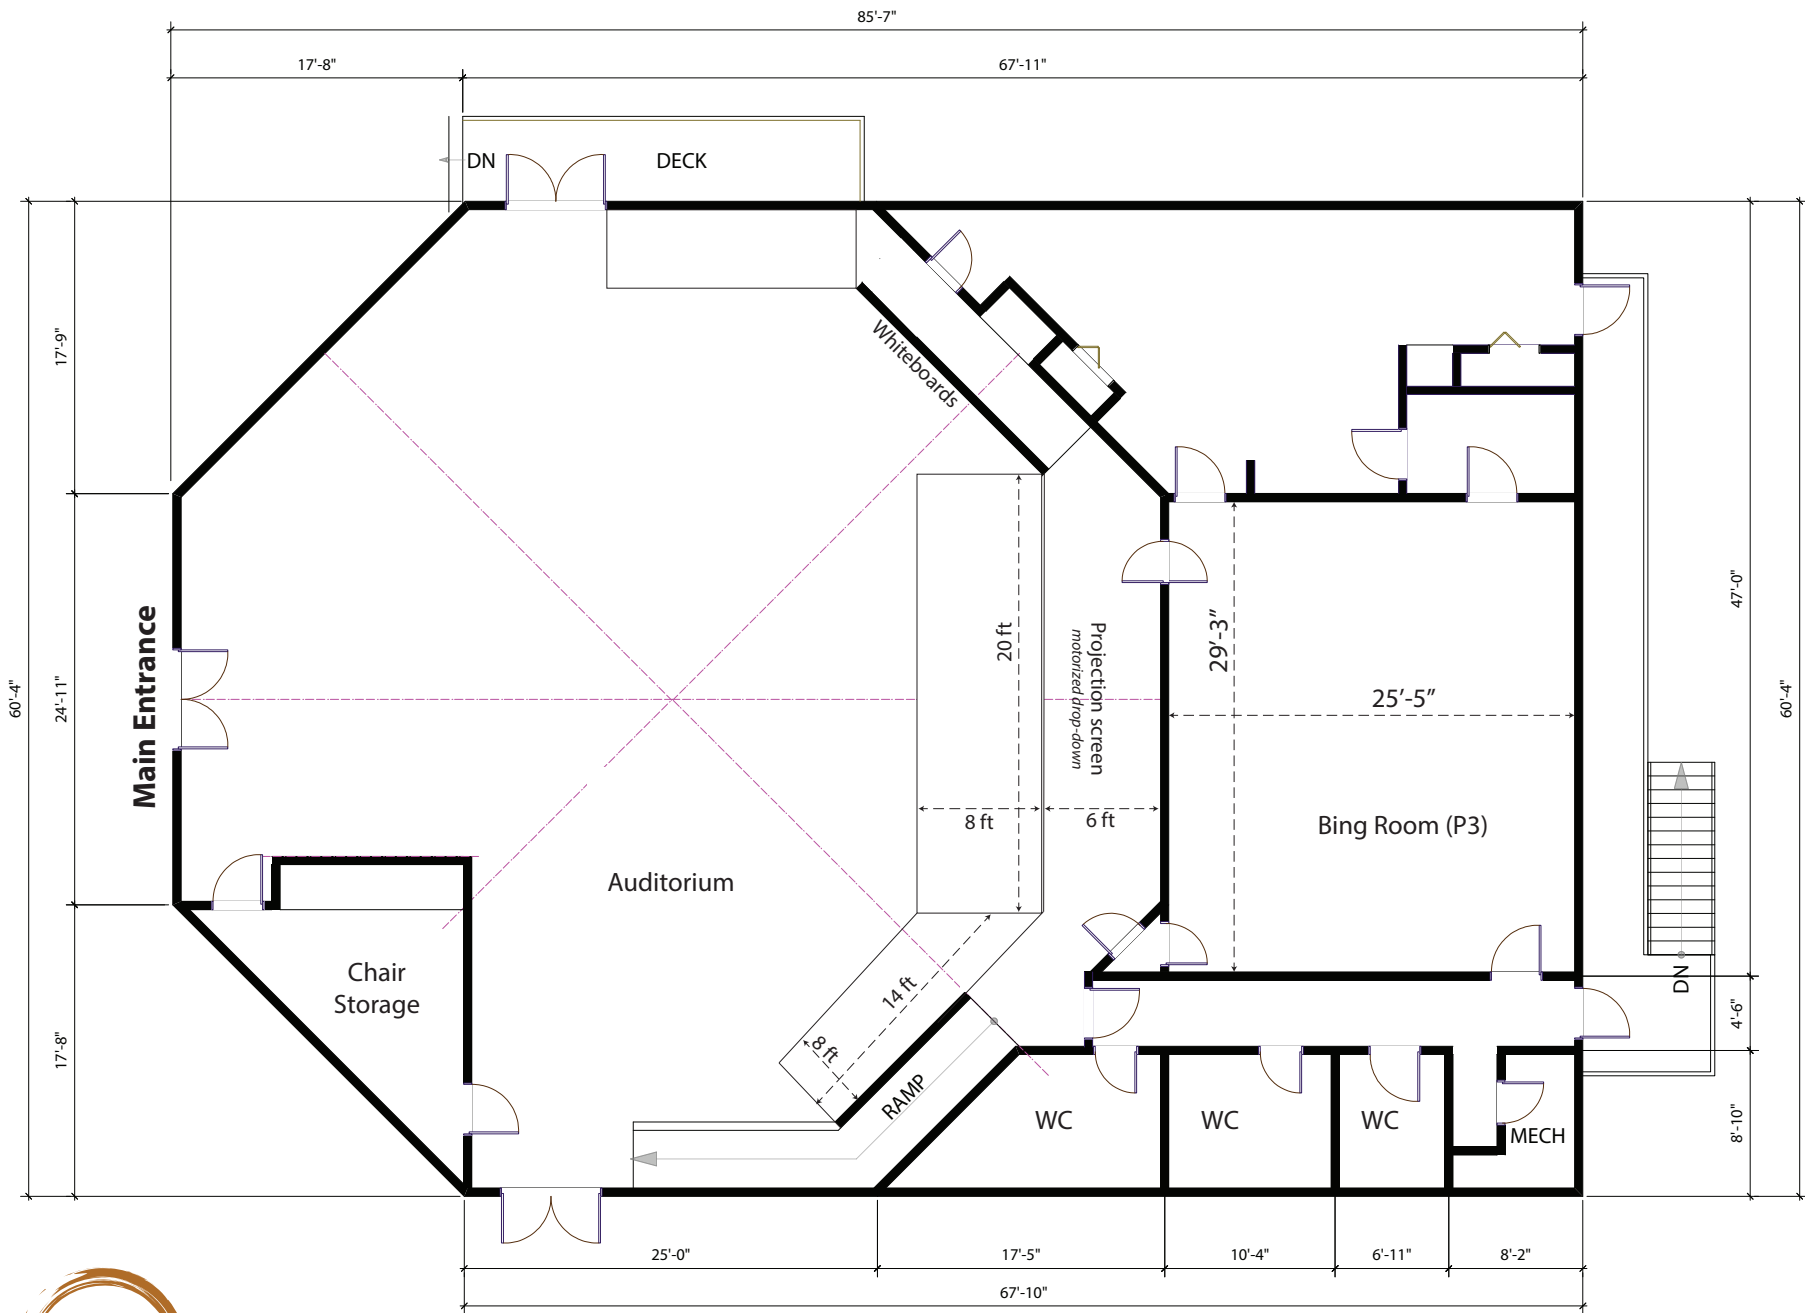 85'-7"
17'-8"
67'-11"
DN
DECK
17'-9"
Whiteboards
47'-0"
60'-4"
24'-11"
Main Entrance
20 ft
Projection screen
motorized drop-down
29'-3”
25'-5”
60'-4"
8 ft
6 ft
Bing Room (P3)
Auditorium
Chair
Storage
14 ft
8 ft
DN
4'-6"
17'-8"
RAMP
WC
WC
WC
MECH
8'-10"
25'-0"
17'-5"
10'-4"
6'-11"
8'-2"
67'-10"